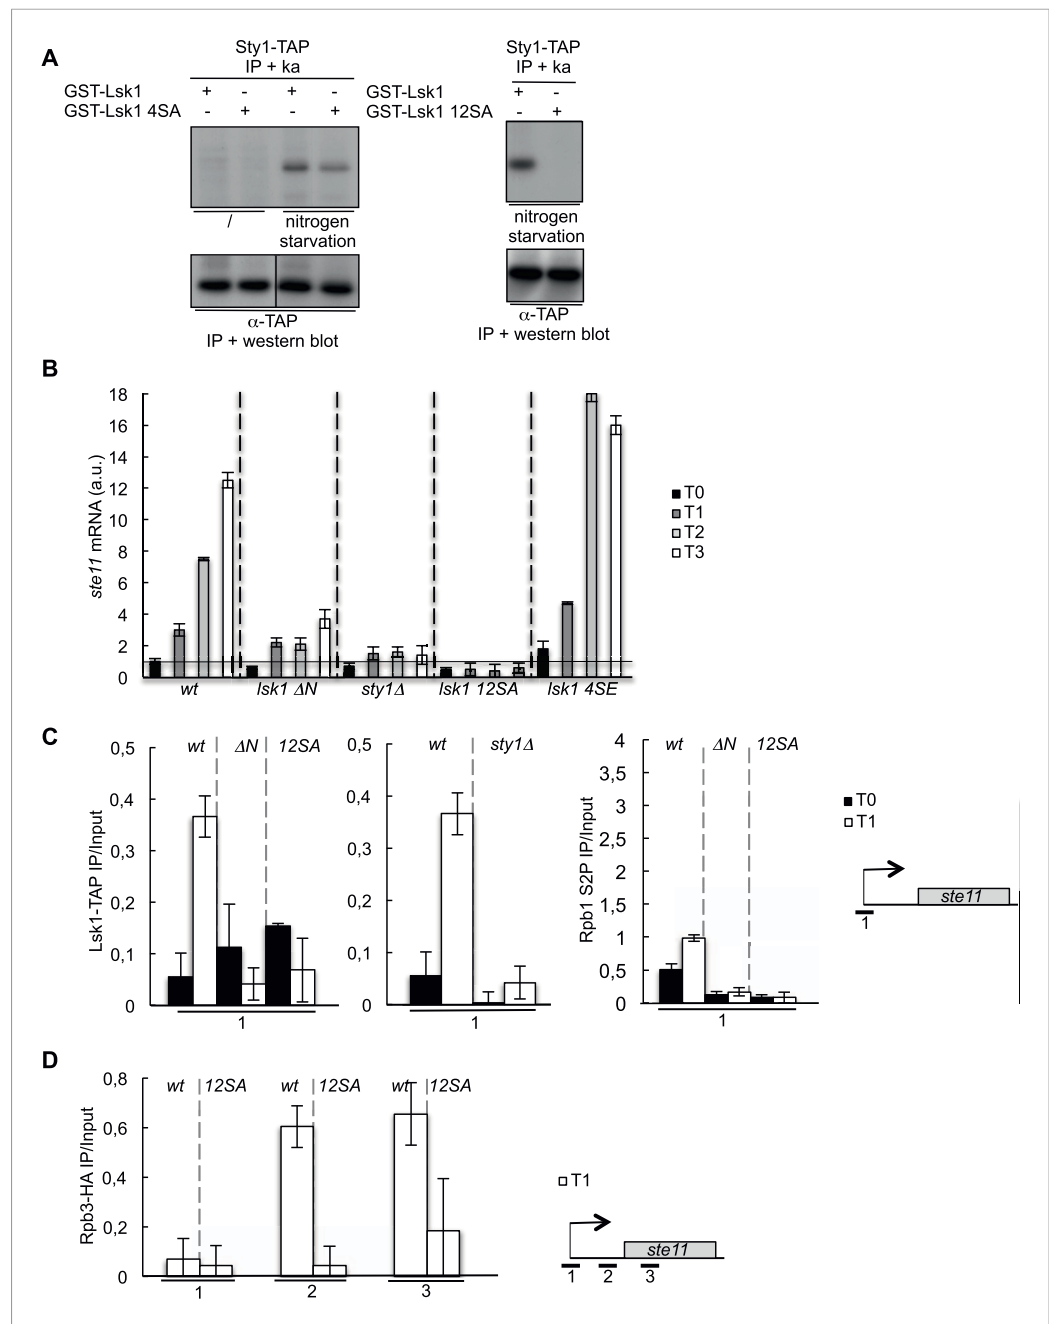 A
Sty1-TAP
IP + ka
GST-Lsk1 + - + -
GST-Lsk1 4SA - + - +
/
nitrogen
starvation
α-TAP
IP + western blot
Sty1-TAP
IP + ka
GST-Lsk1 + -
GST-Lsk1 12SA - +
nitrogen
starvation
α-TAP
IP + western blot
B
ste11 mRNA (a.u.)
18
16
14
12
10
8
6
4
2
0
wt lsk1 ΔN sty1Δ lsk1 12SA lsk1 4SE
T0
T1
T2
T3
C
Lsk1-TAP IP/Input
0,5
0,4
0,3
0,2
0,1
0
wt ΔN 12SA
1
0,5
0,4
0,3
0,2
0,1
0
wt sty1Δ
1
Rpb1 S2P IP/Input
4
3,5
3
2,5
2
1,5
1
0,5
0
wt ΔN 12SA
1
T0
T1
ste11
1
D
Rpb3-HA IP/Input
0,8
0,6
0,4
0,2
0
wt 12SA wt 12SA wt 12SA
1 2 3
T1
ste11
1 2 3